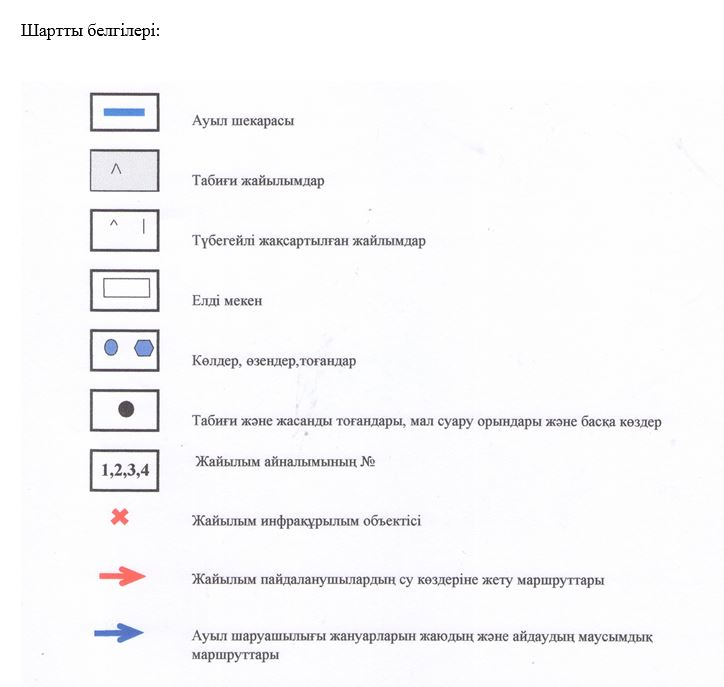 Шартты белгілері:
Ауыл шекарасы
^
Табиғи жайылымдар
^ |
Түбегейлі жақсартылған жайлымдар
Елді мекен
Көлдер, өзендер,тоғандар
Табиғи және жасанды тоғандары, мал суару орындары және басқа көздер
1,2,3,4 Жайылым айналымының №
Жайылым инфрақұрылым объектісі
Жайылым пайдаланушылардың су көздеріне жету маршруттары
Ауыл шаруашылығы жануарларын жаюдың және айдаудың маусымдық
маршруттары